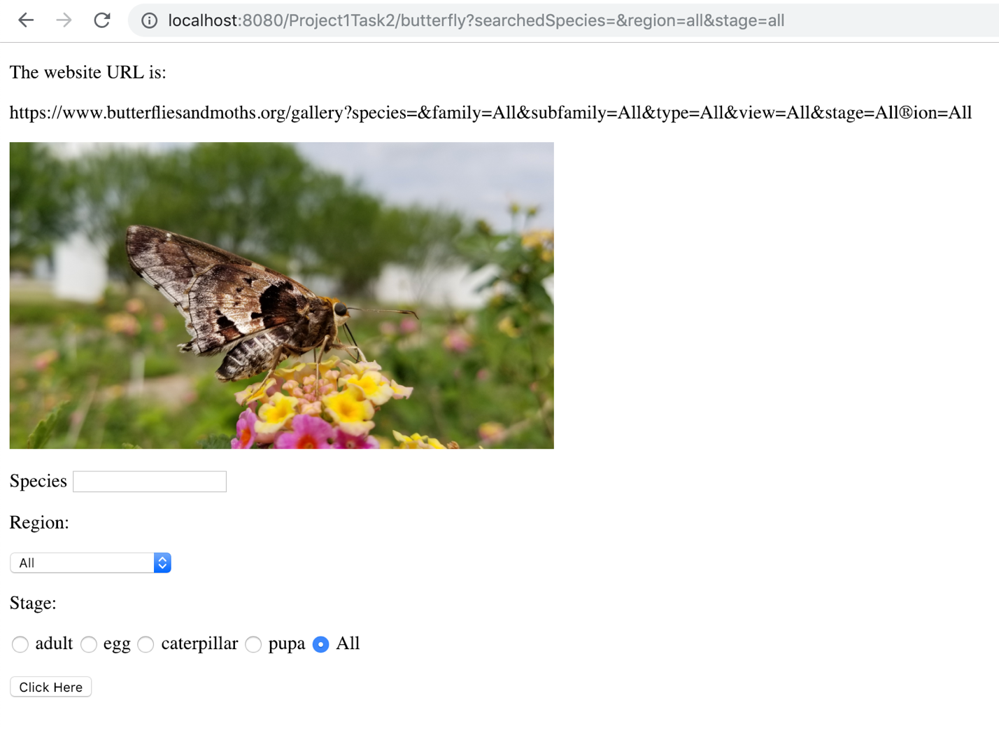 localhost:8080/Project1Task2/butterfly?searchedSpecies=&region=all&stage=all
The website URL is:
https://www.butterfliesandmoths.org/gallery?species=&family=All&subfamily=All&type=All&view=All&stage=All®ion=All
Species
Region:
All
Stage:
adult egg caterpillar pupa All
Click Here